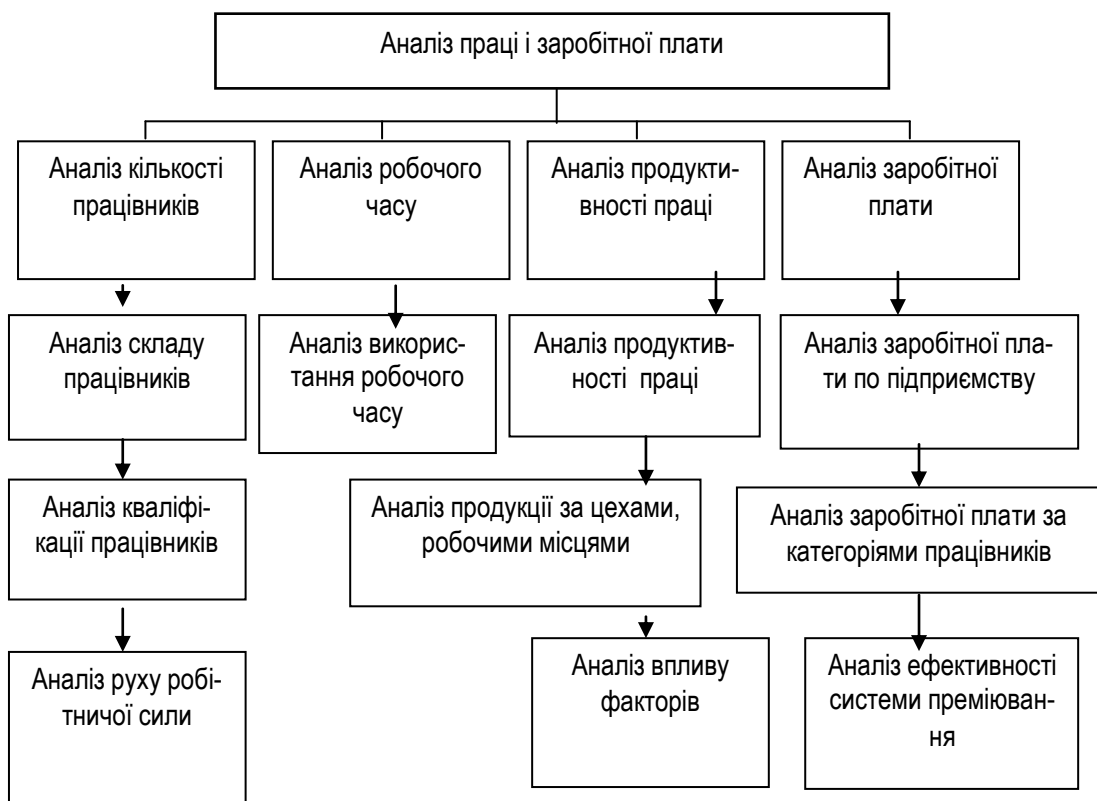 Аналіз праці і заробітної плати
Аналіз кількості
працівників
Аналіз робочого
часу
Аналіз продукти-
вності праці
Аналіз заробітної
плати
Аналіз складу
працівників
Аналіз викорис-
тання робочого
часу
Аналіз продуктив-
ності праці
Аналіз заробітної пла-
ти по підприємству
Аналіз кваліфі-
кації працівників
Аналіз продукції за цехами,
робочими місцями
Аналіз заробітної плати за
категоріями працівників
Аналіз руху робі-
тничої сили
Аналіз впливу
факторів
Аналіз ефективності
системи преміюван-
ня